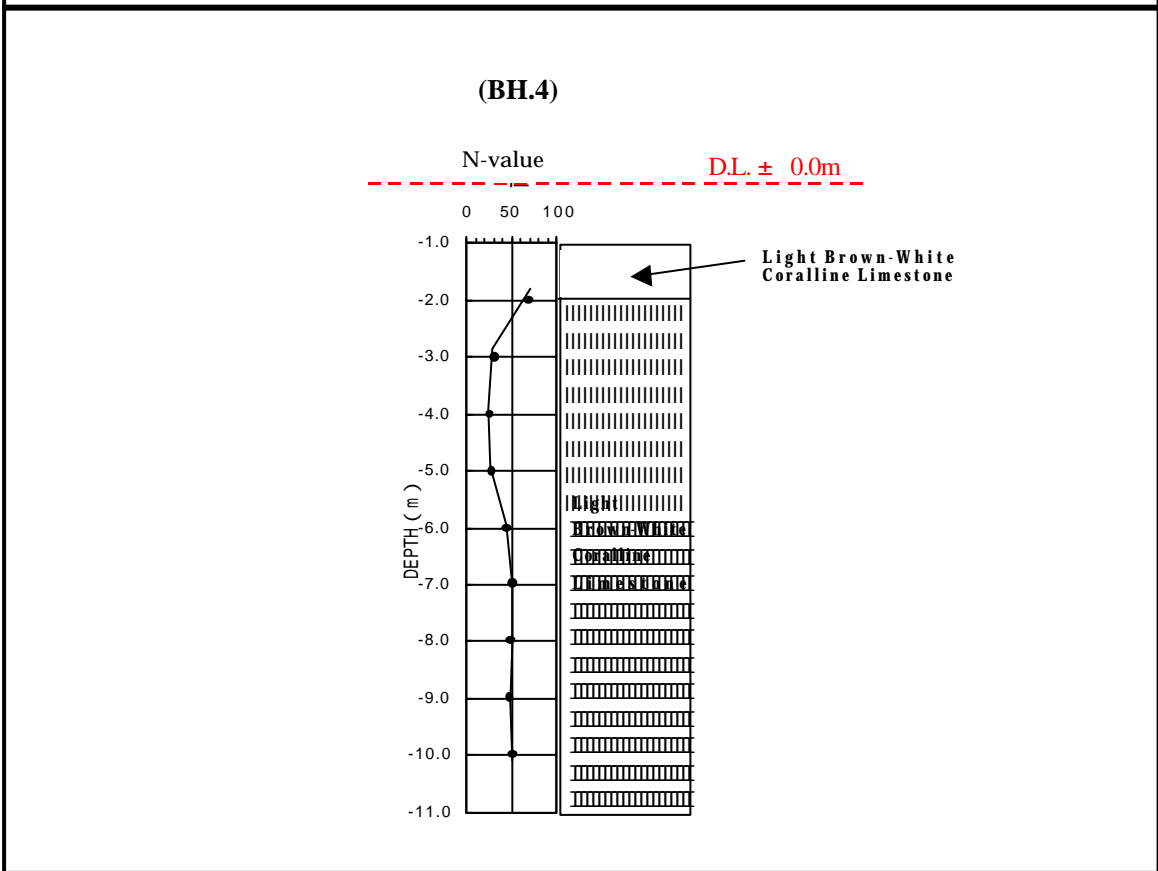 (BH.4)
N-value
D.L. ± 0.0m
0 50 100
-1.0
Light Brown-White
Coralline Limestone
-2.0
-3.0
-4.0
-5.0
Light
-6.0
Brown-White
Coralline
-7.0
Limestone
DEPTH (m)
-8.0
-9.0
-10.0
-11.0